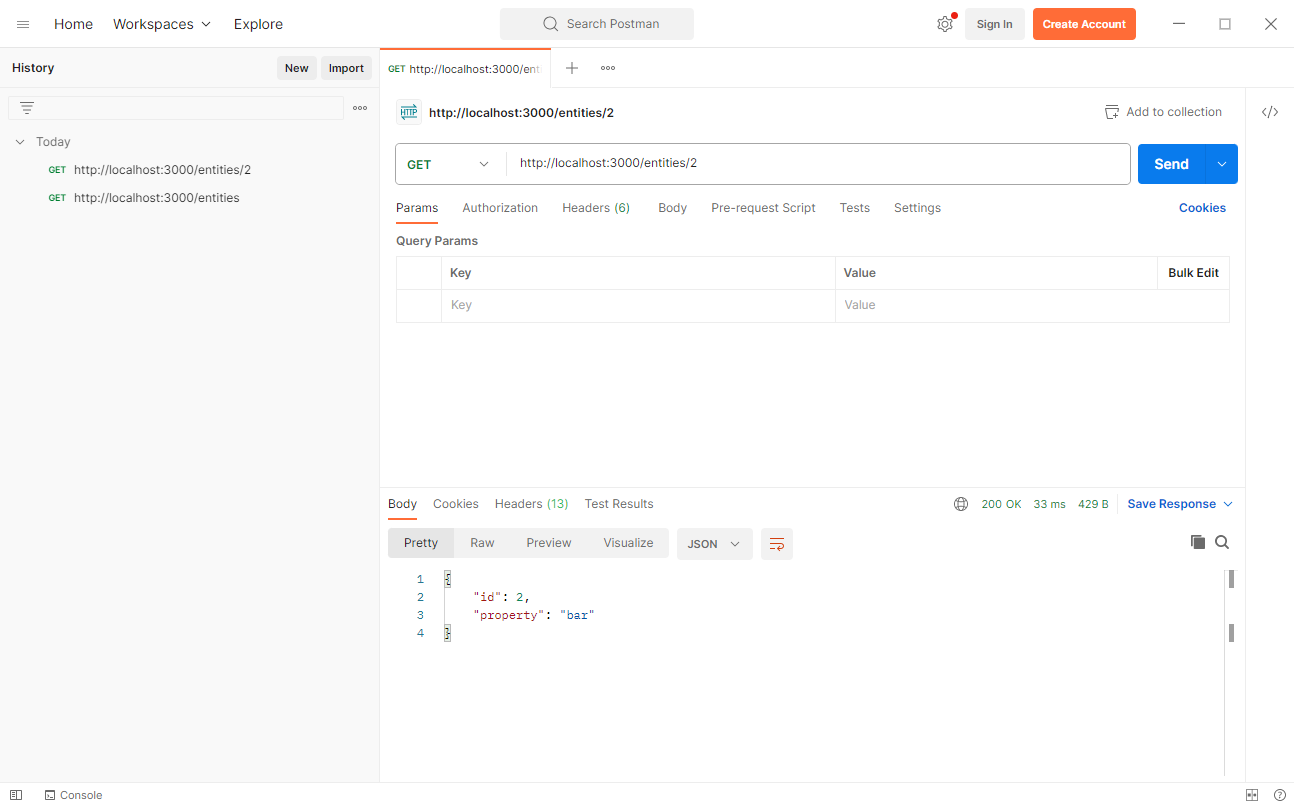 Home Workspaces Explore Search Postman Sign In Create Account
History New Import GET http://localhost:3000/ent
HTTP http://localhost:3000/entities/2 Add to collection </>
Today
GET http://localhost:3000/entities/2
GET http://localhost:3000/entities
GET http://localhost:3000/entities/2 Send
Params Authorization Headers (6) Body Pre-request Script Tests Settings Cookies
Query Params
Key Value Bulk Edit
Key Value
Body Cookies Headers (13) Test Results 200 OK 33 ms 429 B Save Response
Pretty Raw Preview Visualize JSON
1 {
2 "id": 2,
3 "property": "bar"
4 }
Console